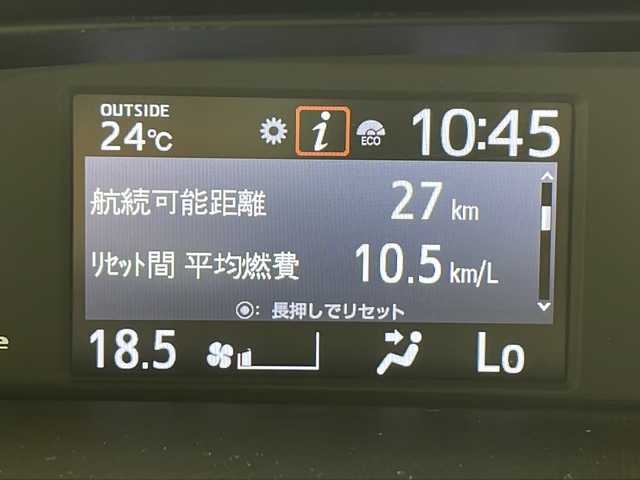 OUTSIDE
24℃
i
ECO
10:45
航続可能距離 27 km
リセット間 平均燃費 10.5 km/L
◉: 長押しでリセット
18.5
Lo
e